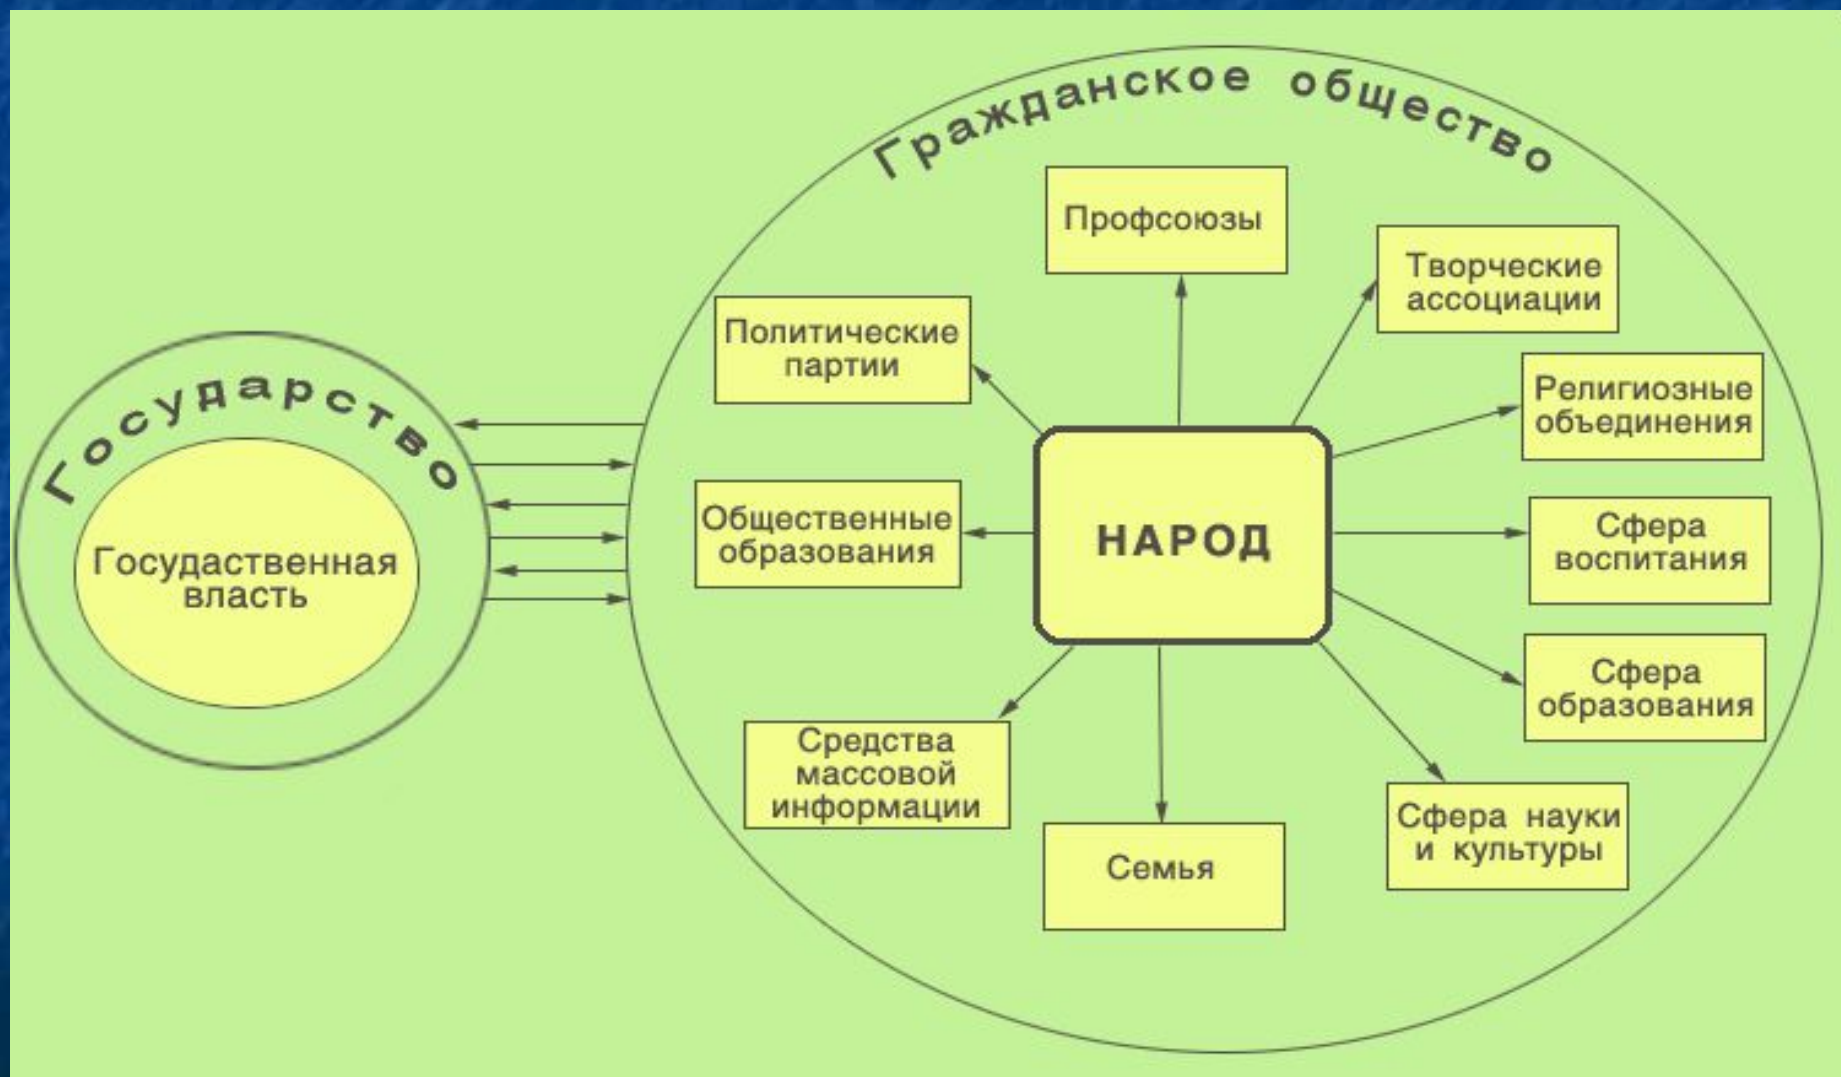 Гражданское общество
Профсоюзы
Творческие
ассоциации
Политические
партии
Религиозные
объединения
Государство
Общественные
образования
НАРОД
Сфера
воспитания
Госудаственная
власть
Сфера
образования
Средства
массовой
информации
Семья
Сфера науки
и культуры